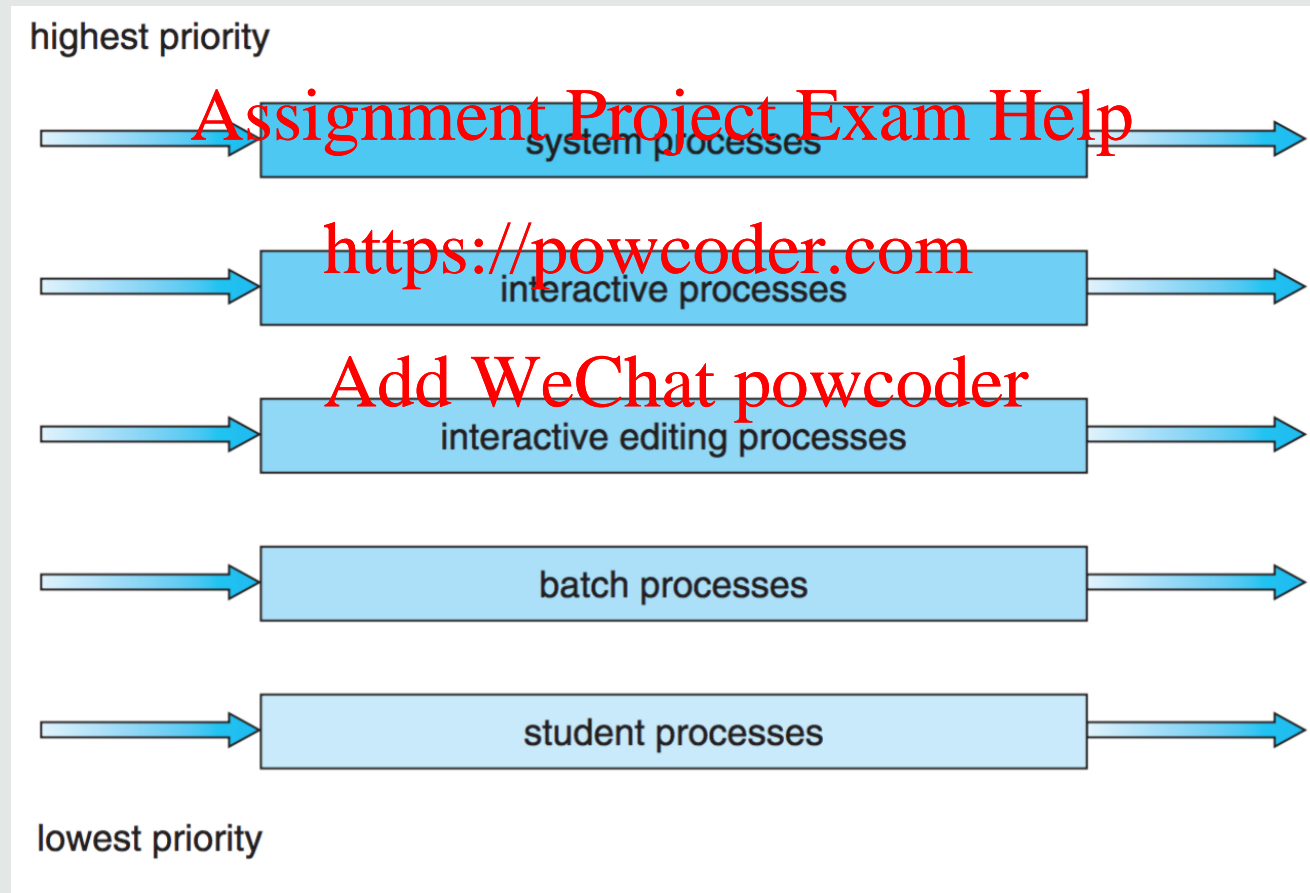 highest priority
Assignment Project Exam Help
system processes
https://powcoder.com
interactive processes
Add WeChat powcoder
interactive editing processes
batch processes
student processes
lowest priority